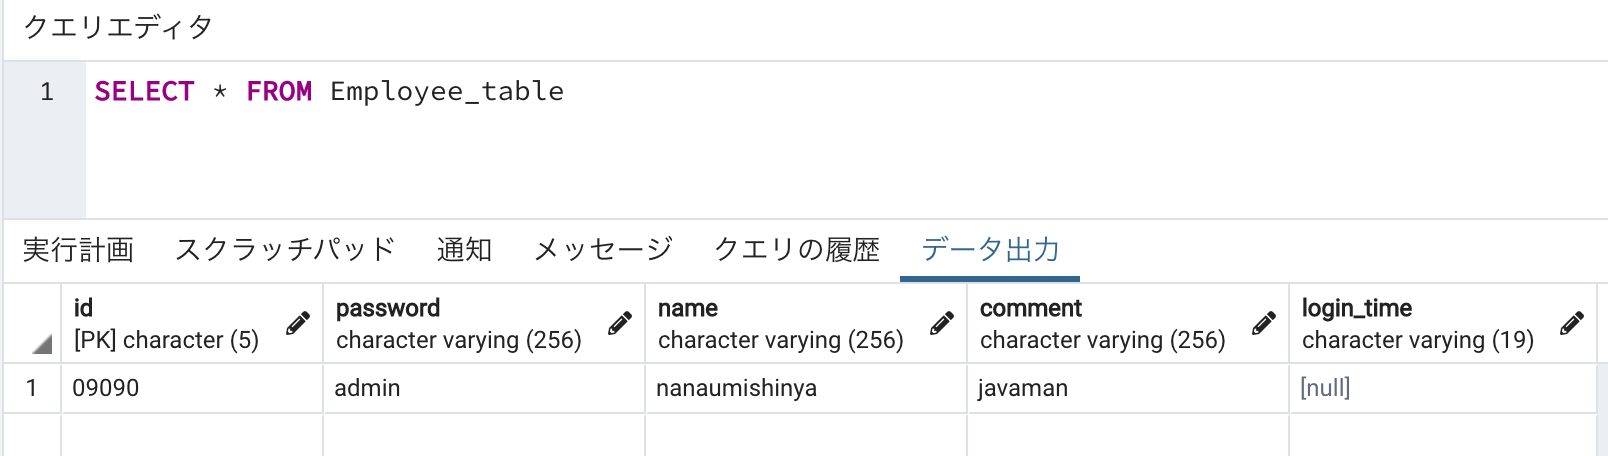 クエリエディタ
1 SELECT * FROM Employee_table
実行計画 スクラッチパッド 通知 メッセージ クエリの履歴 データ出力
id password name comment login_time
[PK] character (5) character varying (256) character varying (256) character varying (256) character varying (19)
1 09090 admin nanaumishinya javaman [null]